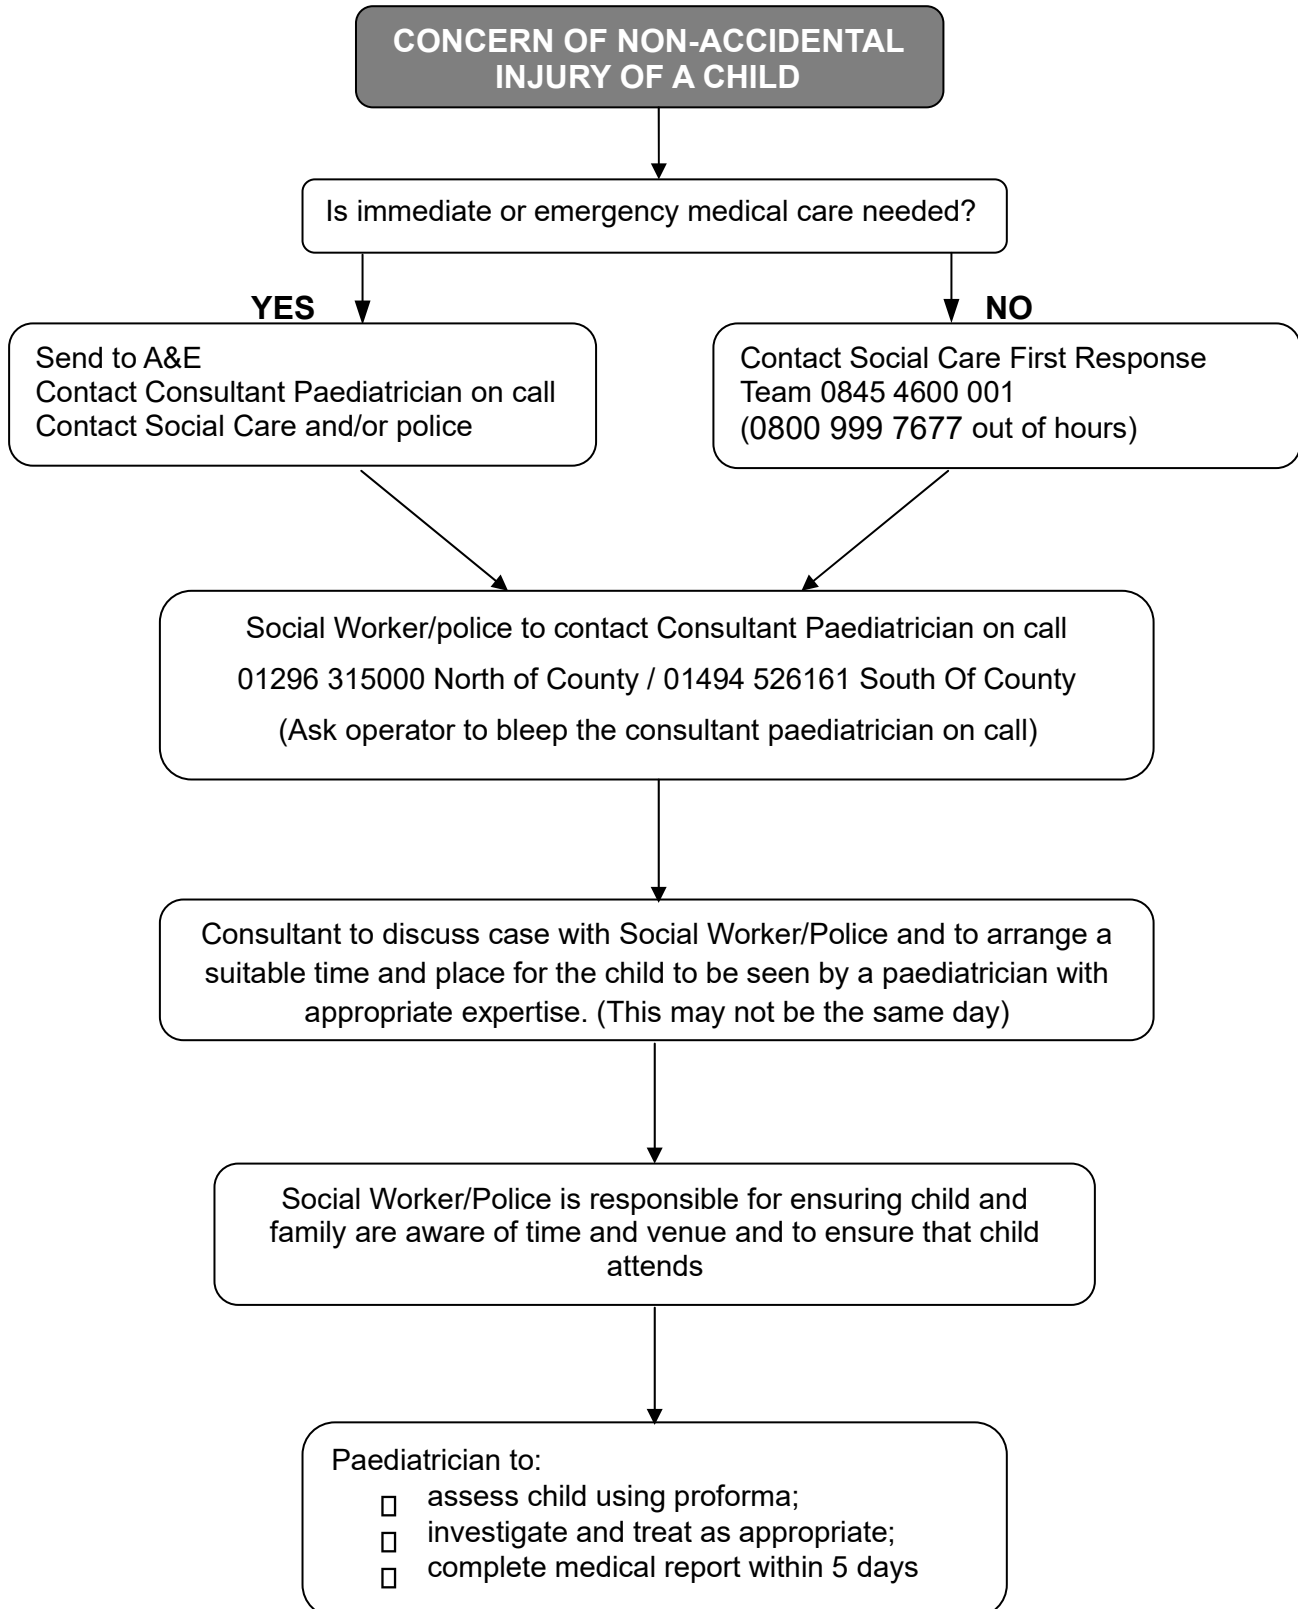 CONCERN OF NON-ACCIDENTAL
INJURY OF A CHILD
Is immediate or emergency medical care needed?
YES
NO
Send to A&E
Contact Consultant Paediatrician on call
Contact Social Care and/or police
Contact Social Care First Response
Team 0845 4600 001
(0800 999 7677 out of hours)
Social Worker/police to contact Consultant Paediatrician on call
01296 315000 North of County / 01494 526161 South Of County
(Ask operator to bleep the consultant paediatrician on call)
Consultant to discuss case with Social Worker/Police and to arrange a
suitable time and place for the child to be seen by a paediatrician with
appropriate expertise. (This may not be the same day)
Social Worker/Police is responsible for ensuring child and
family are aware of time and venue and to ensure that child
attends
Paediatrician to:
assess child using proforma;
investigate and treat as appropriate;
complete medical report within 5 days